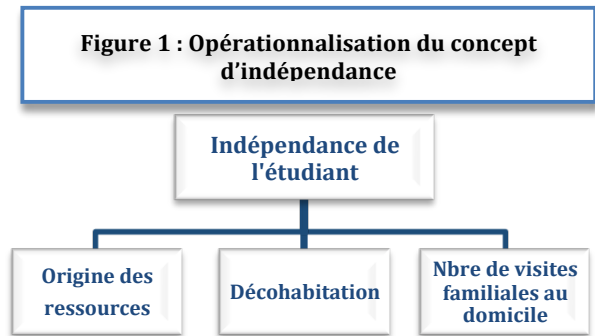 Figure 1 : Opérationnalisation du concept
d’indépendance
Indépendance de
l'étudiant
Origine des
ressources
Décohabitation
Nbre de visites
familiales au
domicile